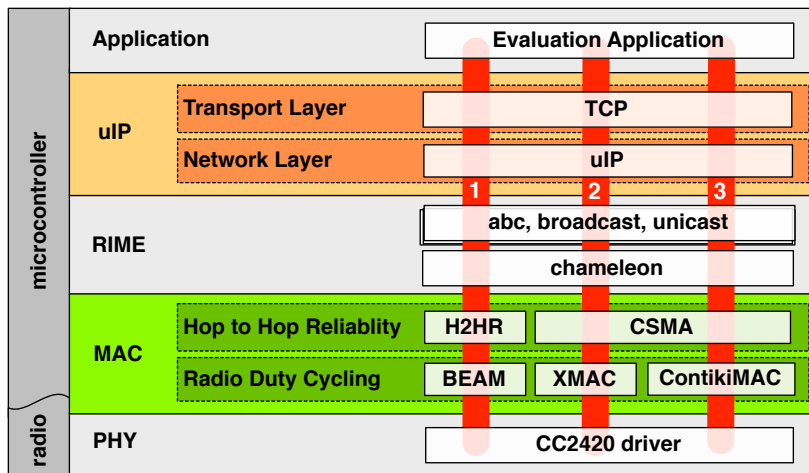 Application
Evaluation Application
uIP
Transport Layer
TCP
Network Layer
uIP
1
2
3
RIME
abc, broadcast, unicast
chameleon
MAC
Hop to Hop Reliablity
H2HR
CSMA
Radio Duty Cycling
BEAM
XMAC
ContikiMAC
PHY
CC2420 driver
microcontroller
radio